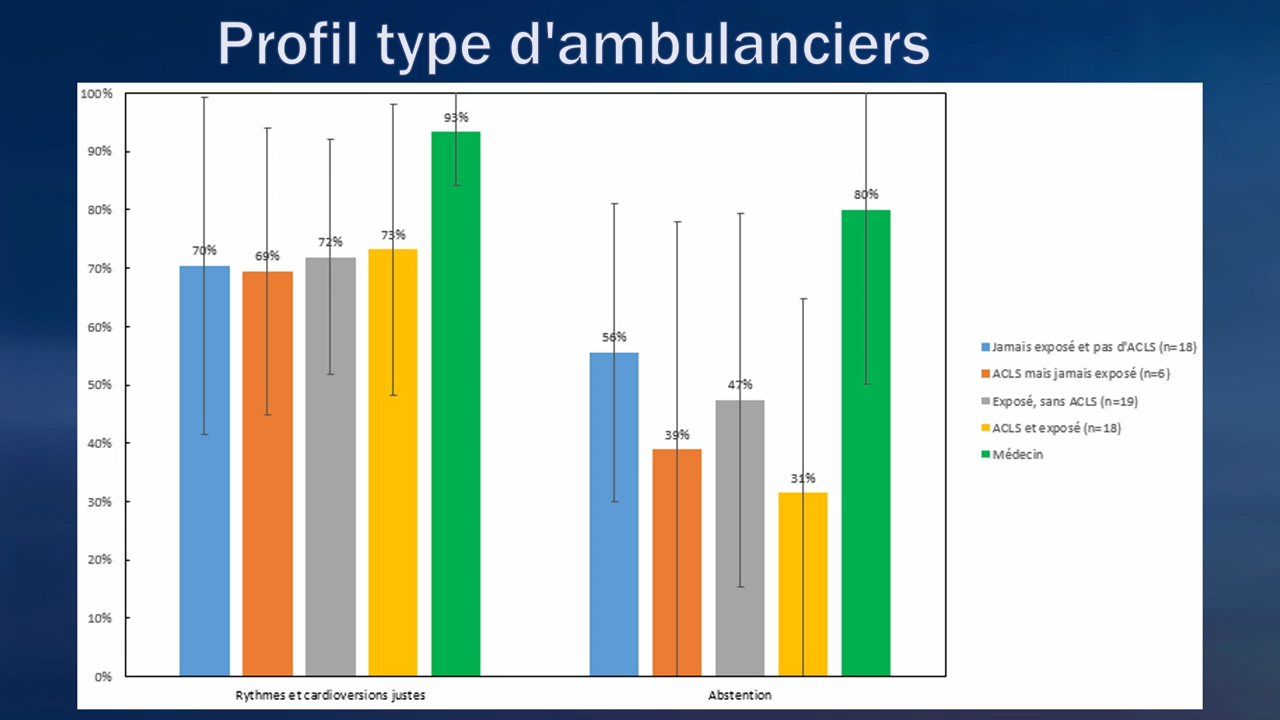 Profil type d'ambulanciers
100%
90%
80%
70%
60%
50%
40%
30%
20%
10%
0%
70%
69%
72%
73%
93%
56%
39%
47%
31%
80%
Rythmes et cardioversions justes
Abstention
Jamais exposé et pas d'ACLS (n=18)
ACLS mais jamais exposé (n=6)
Exposé, sans ACLS (n=19)
ACLS et exposé (n=18)
Médecin